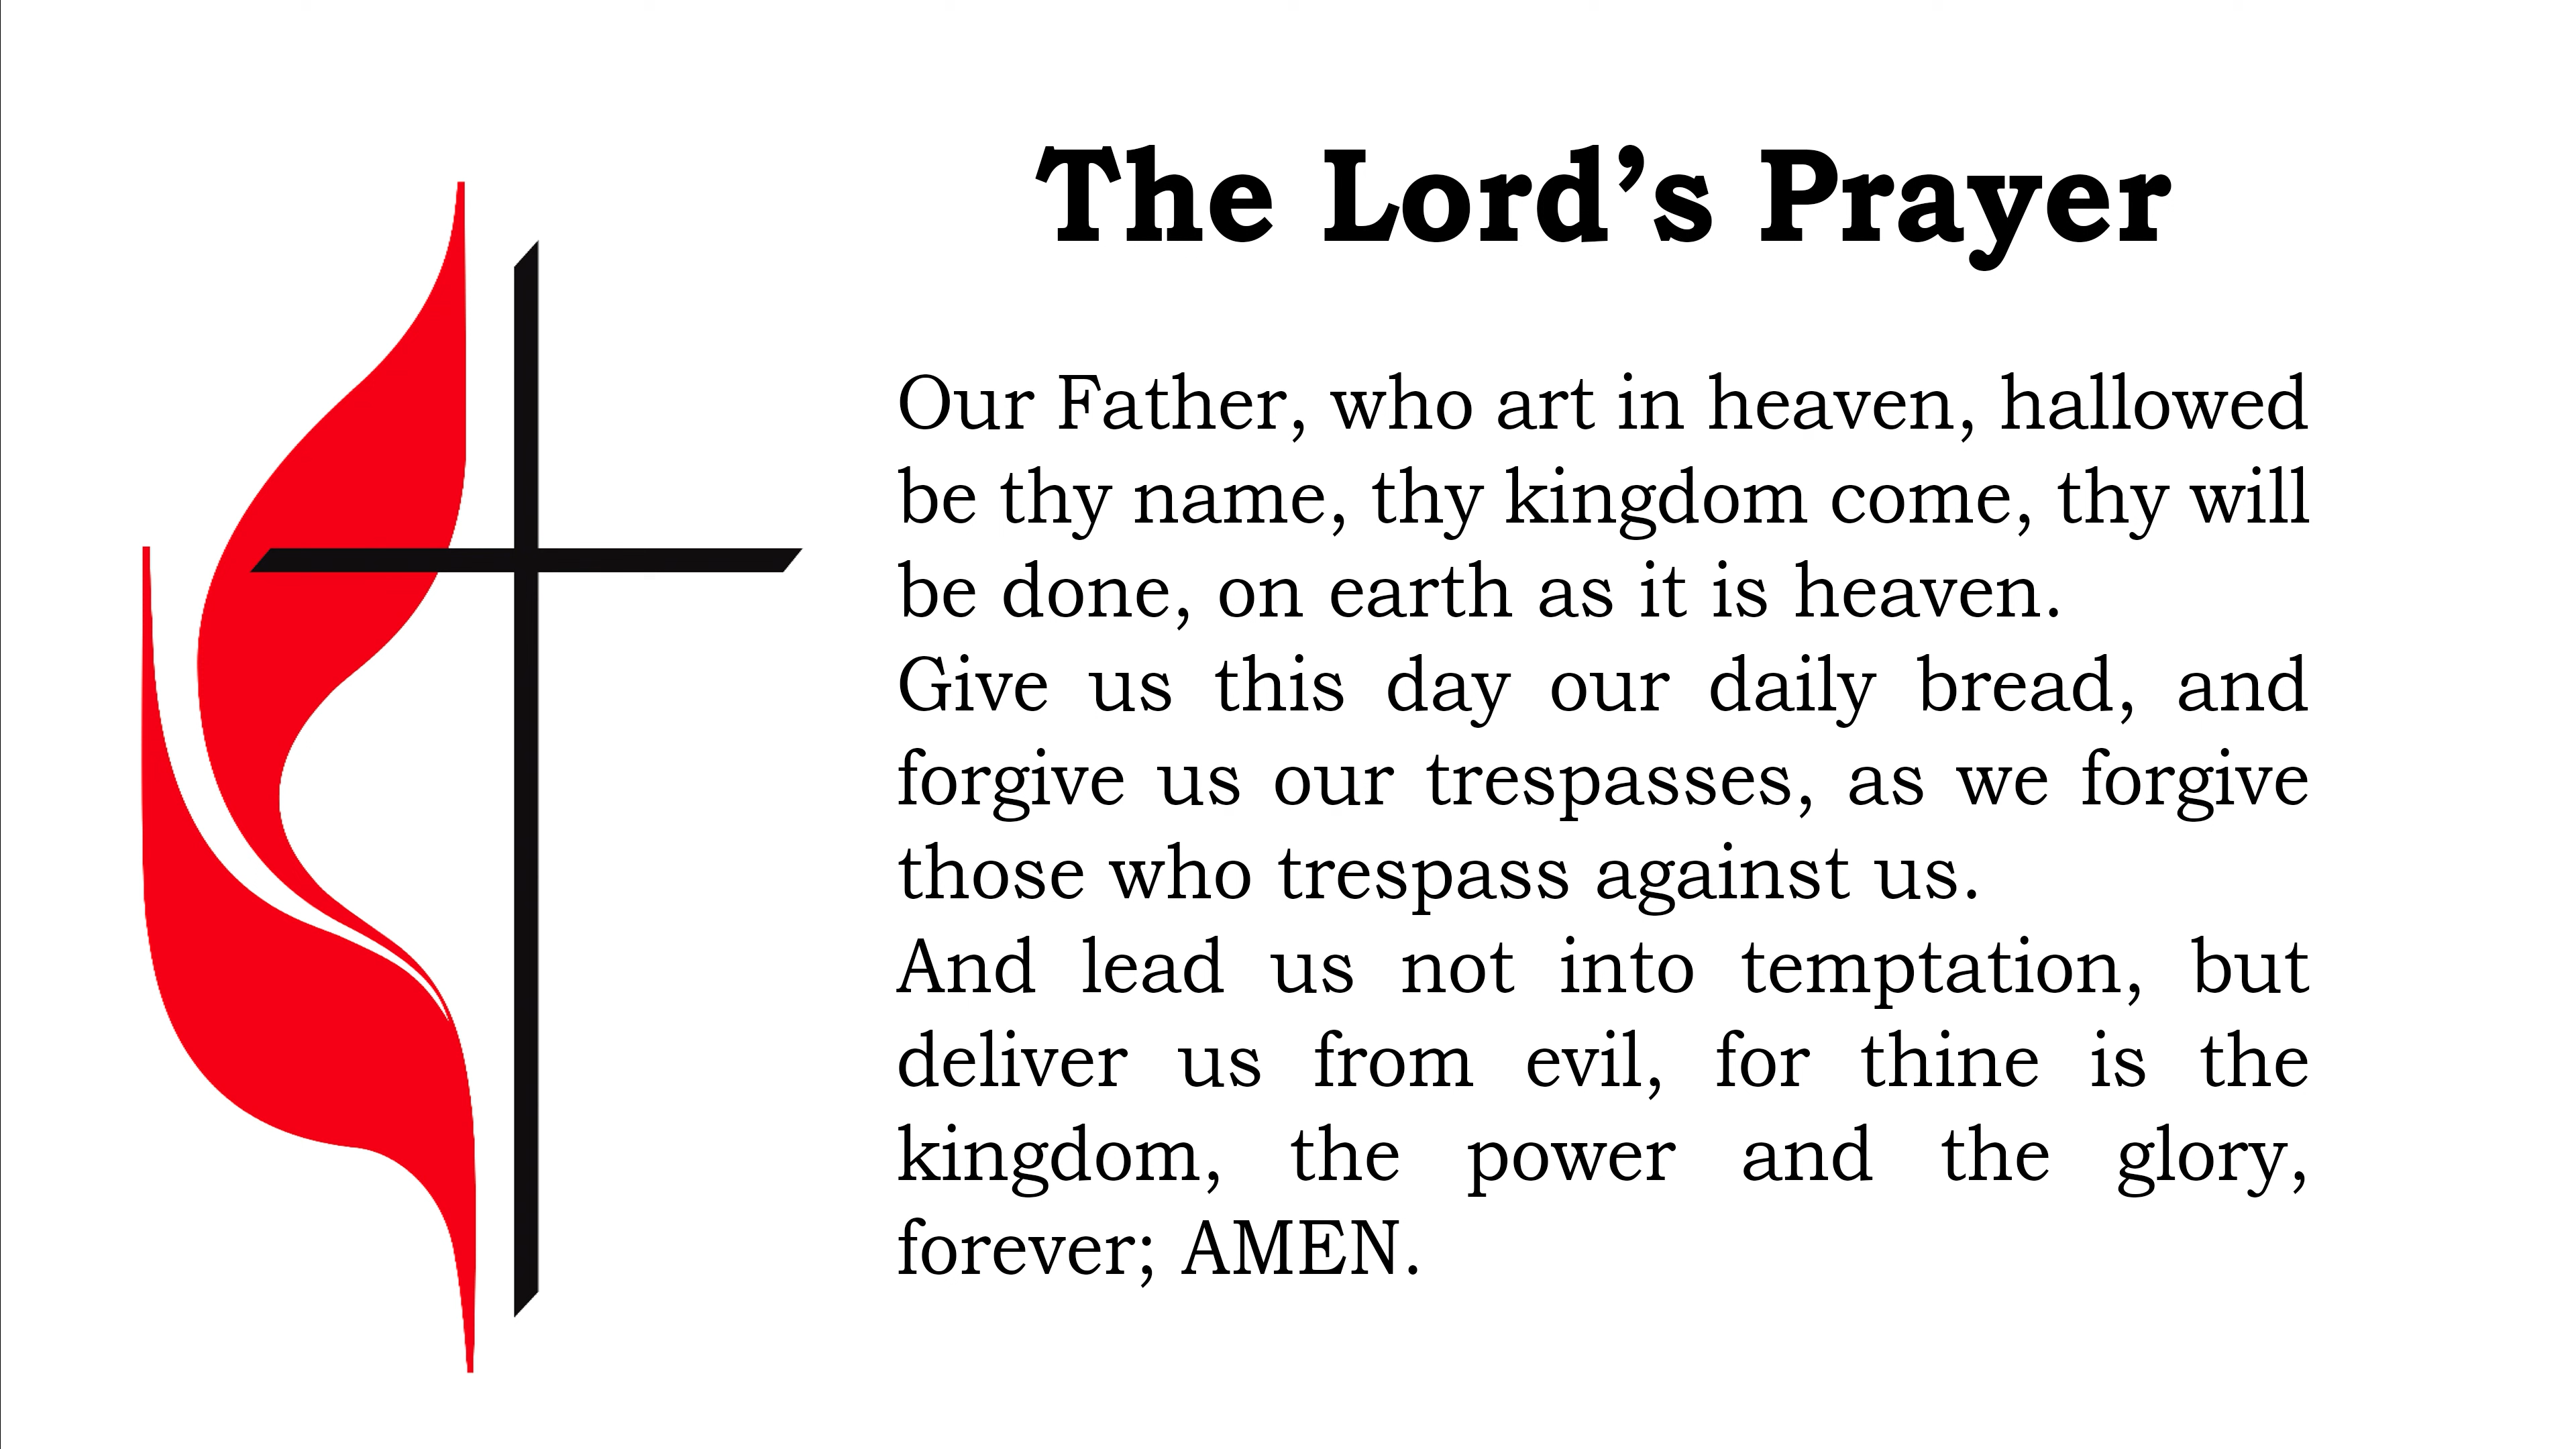 The Lord’s Prayer
Our Father, who art in heaven, hallowed
be thy name, thy kingdom come, thy will
be done, on earth as it is heaven.
Give us this day our daily bread, and
forgive us our trespasses, as we forgive
those who trespass against us.
And lead us not into temptation, but
deliver us from evil, for thine is the
kingdom, the power and the glory,
forever; AMEN.